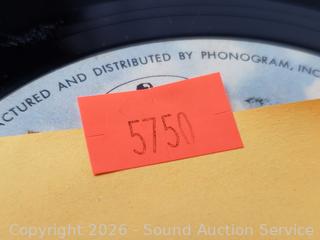 ACTURED AND DISTRIBUTED BY PHONOGRAM, INC
5750
Copyright 2026 - Sound Auction Service